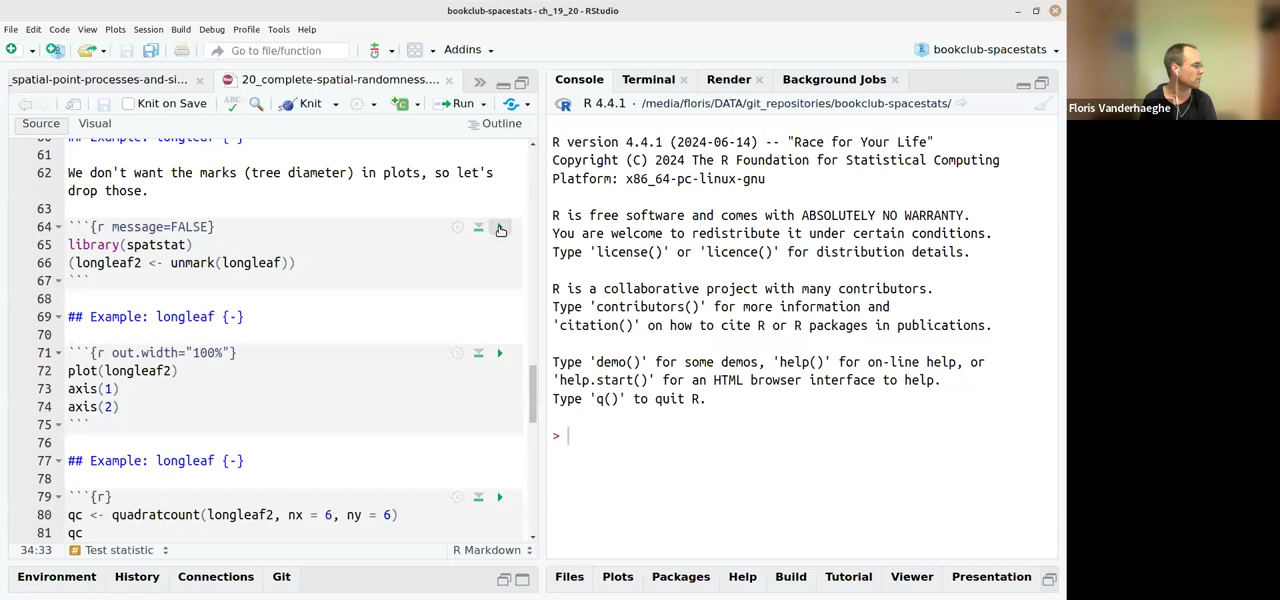 bookclub-spacestats - ch_19_20 - RStudio
File Edit Code View Plots Session Build Debug Profile Tools Help
Go to file/function Addins bookclub-spacestats
_spatial-point-processes-and-si... 20_complete-spatial-randomness....
Console Terminal Render Background Jobs
Knit on Save ABC Knit Run
R 4.4.1 · /media/floris/DATA/git_repositories/bookclub-spacestats/
Source Visual Outline
60 ## Example: longleaf {-}
61
62 We don't want the marks (tree diameter) in plots, so let's
drop those.
63
64 ```{r message=FALSE}
65 library(spatstat)
66 (longleaf2 <- unmark(longleaf))
67 ```
68
69 ## Example: longleaf {-}
70
71 ```{r out.width="100%"}
72 plot(longleaf2)
73 axis(1)
74 axis(2)
75 ```
76
77 ## Example: longleaf {-}
78
79 ```{r}
80 qc <- quadratcount(longleaf2, nx = 6, ny = 6)
81 qc
34:33 # Test statistic R Markdown
R version 4.4.1 (2024-06-14) -- "Race for Your Life"
Copyright (C) 2024 The R Foundation for Statistical Computing
Platform: x86_64-pc-linux-gnu
R is free software and comes with ABSOLUTELY NO WARRANTY.
You are welcome to redistribute it under certain conditions.
Type 'license()' or 'licence()' for distribution details.
R is a collaborative project with many contributors.
Type 'contributors()' for more information and
'citation()' on how to cite R or R packages in publications.
Type 'demo()' for some demos, 'help()' for on-line help, or
'help.start()' for an HTML browser interface to help.
Type 'q()' to quit R.
>
Environment History Connections Git
Files Plots Packages Help Build Tutorial Viewer Presentation
Floris Vanderhaeghe